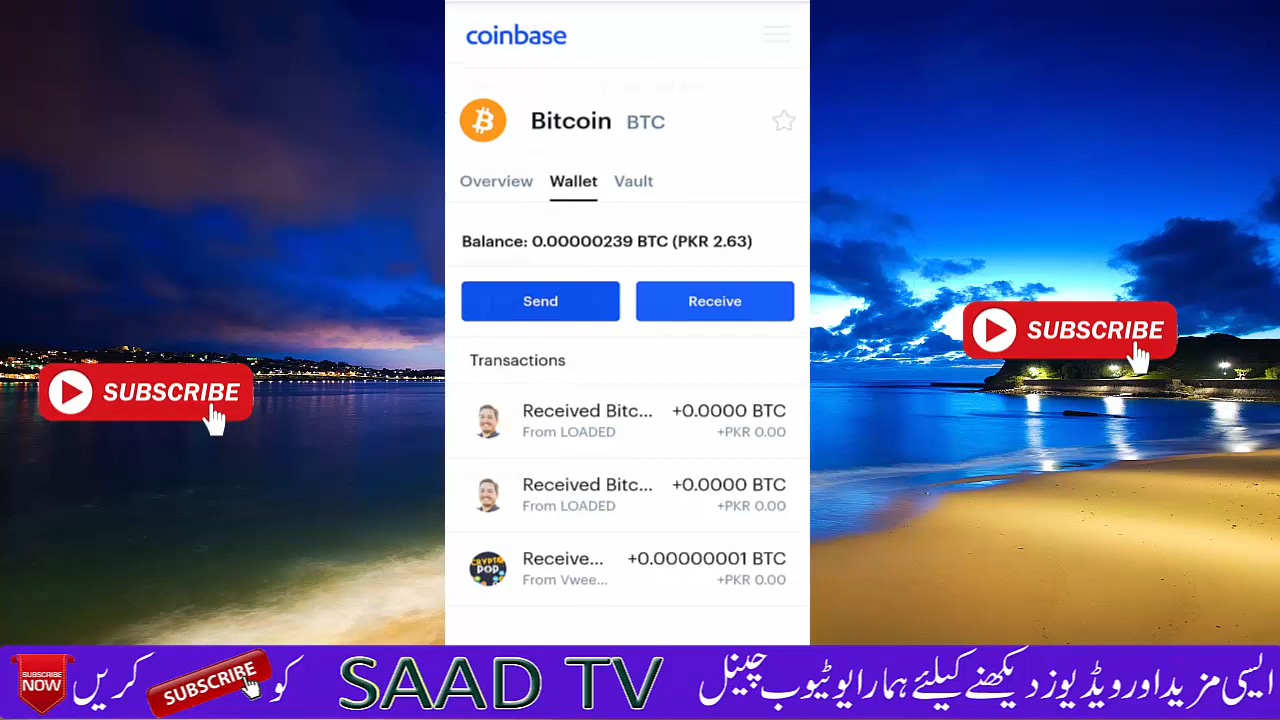 coinbase
Bitcoin BTC
Overview Wallet Vault
Balance: 0.00000239 BTC (PKR 2.63)
Send Receive
Transactions
Received Bitc... +0.0000 BTC
From LOADED +PKR 0.00
Received Bitc... +0.0000 BTC
From LOADED +PKR 0.00
CRYPTO POP
Receive... +0.00000001 BTC
From Vwee... +PKR 0.00
SUBSCRIBE
SUBSCRIBE
ایسی مزید اور ویڈیوز دیکھنے کیلئے ہمارا یوٹیوب چینل SAAD TV کو SUBSCRIBE کریں
SUBSCRIBE
NOW